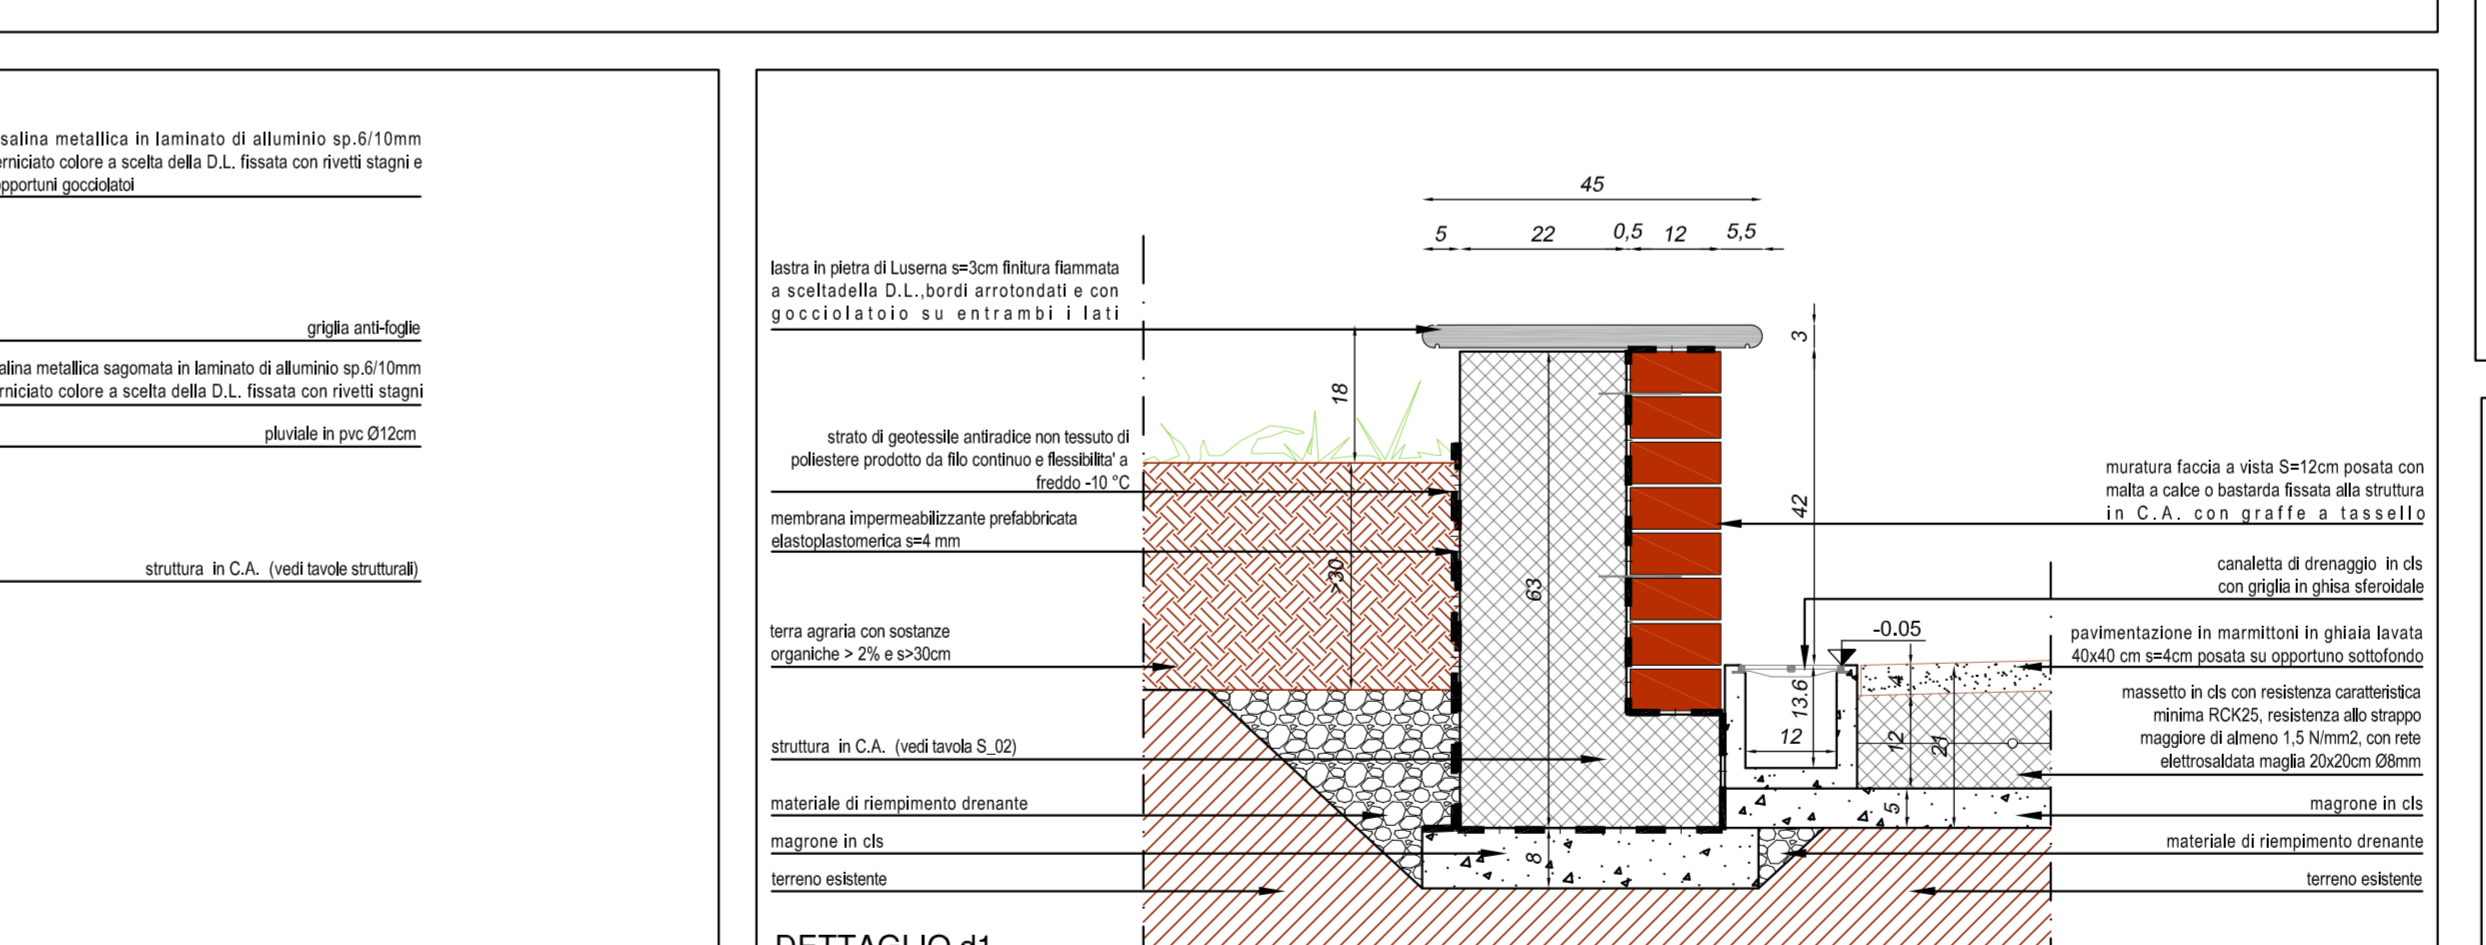 salina metallica in laminato di alluminio sp.6/10mm
erniciato colore a scelta della D.L. fissata con rivetti stagni e
opportuni gocciolatoi
griglia anti-foglie
alina metallica sagomata in laminato di alluminio sp.6/10mm
rniciato colore a scelta della D.L. fissata con rivetti stagni
pluviale in pvc Ø12cm
struttura in C.A. (vedi tavole strutturali)
lastra in pietra di Luserna s=3cm finitura fiammata
a sceltadella D.L.,bordi arrotondati e con
gocciolatoio su entrambi i lati
strato di geotessile antiradice non tessuto di
poliestere prodotto da filo continuo e flessibilita' a
freddo -10 °C
membrana impermeabilizzante prefabbricata
elastoplastomerica s=4 mm
terra agraria con sostanze
organiche > 2% e s>30cm
struttura in C.A. (vedi tavola S_02)
materiale di riempimento drenante
magrone in cls
terreno esistente
DETTAGLIO d1
45
5 22 0,5 12 5,5
3
18
42
>30
63
8
-0.05
13.6
12
4
12
21
5
muratura faccia a vista S=12cm posata con
malta a calce o bastarda fissata alla struttura
in C.A. con graffe a tassello
canaletta di drenaggio in cls
con griglia in ghisa sferoidale
pavimentazione in marmittoni in ghiaia lavata
40x40 cm s=4cm posata su opportuno sottofondo
massetto in cls con resistenza caratteristica
minima RCK25, resistenza allo strappo
maggiore di almeno 1,5 N/mm2, con rete
elettrosaldata maglia 20x20cm Ø8mm
magrone in cls
materiale di riempimento drenante
terreno esistente